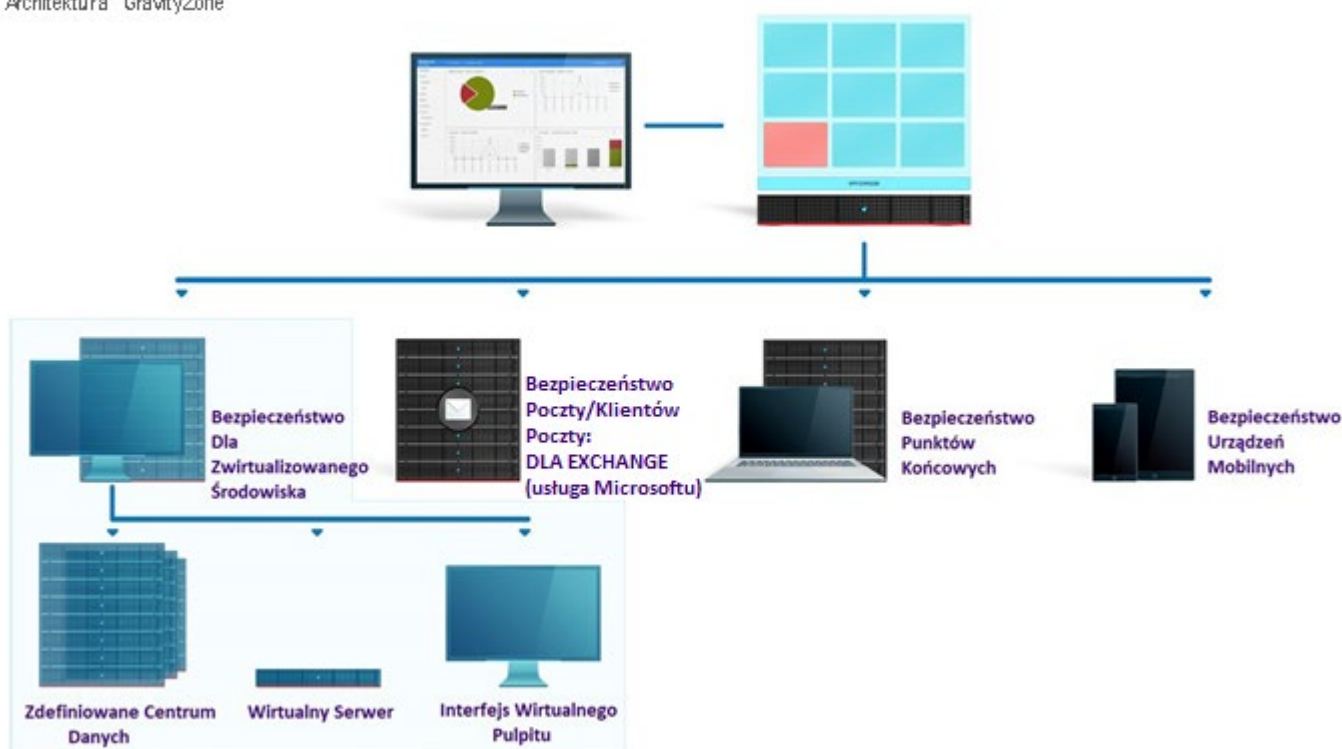 Architektura GravityZone
HYPERVISOR
Bezpieczeństwo
Dla
Zwirtualizowanego
Środowiska
Bezpieczeństwo
Poczty/Klientów
Poczty:
DLA EXCHANGE
(usługa Microsoftu)
Bezpieczeństwo
Punktów
Końcowych
Bezpieczeństwo
Urządzeń
Mobilnych
Zdefiniowane Centrum
Danych
Wirtualny Serwer
Interfejs Wirtualnego
Pulpitu